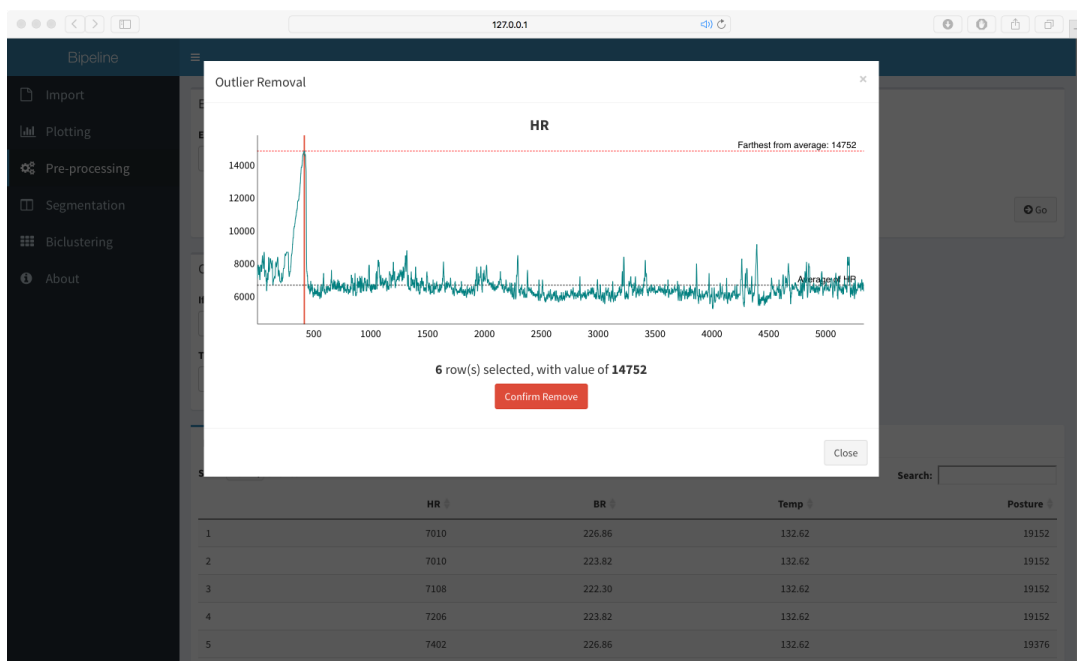 127.0.0.1
Bipeline
Import
Plotting
Pre-processing
Segmentation
Biclustering
About
Outlier Removal ×
HR
Farthest from average: 14752
14000
12000
10000
8000
Average of HR
6000
500 1000 1500 2000 2500 3000 3500 4000 4500 5000
6 row(s) selected, with value of 14752
Confirm Remove
Close
Go
Search:
HR BR Temp Posture
1 7010 226.86 132.62 19152
2 7010 223.82 132.62 19152
3 7108 222.30 132.62 19152
4 7206 223.82 132.62 19152
5 7402 226.86 132.62 19376